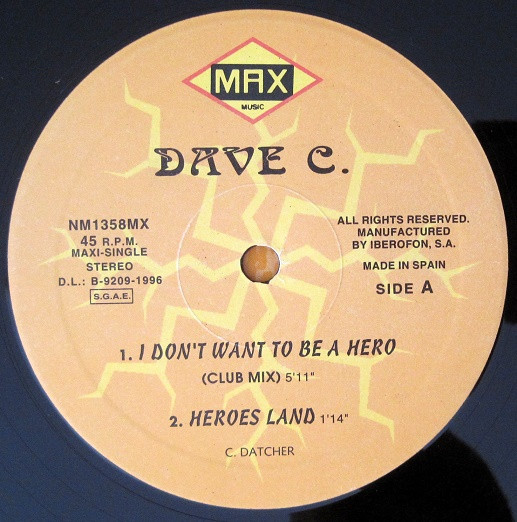 MAX
MUSIC
DAVE C.
NM1358MX
45 R.P.M.
MAXI-SINGLE
STEREO
D.L.: B-9209-1996
S.G.A.E.
ALL RIGHTS RESERVED.
MANUFACTURED
BY IBEROFON, S.A.
MADE IN SPAIN
SIDE A
1. I DON'T WANT TO BE A HERO
(CLUB MIX) 5'11"
2. HEROES LAND 1'14"
C. DATCHER